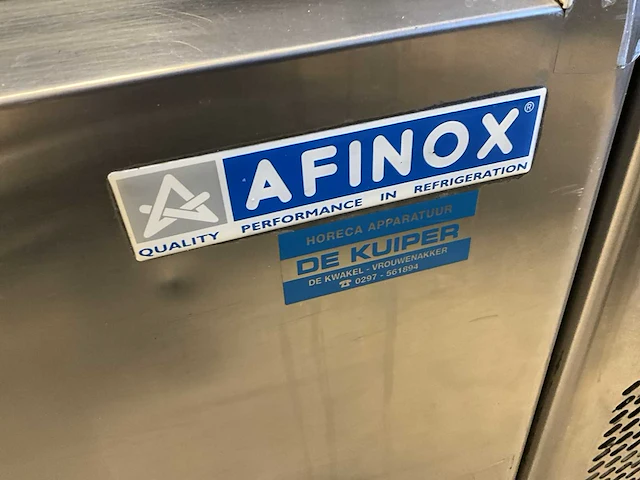 AFINOX®
QUALITY PERFORMANCE IN REFRIGERATION
HORECA APPARATUUR
DE KUIPER
DE KWAKEL - VROUWENAKKER
☎ 0297 - 561894